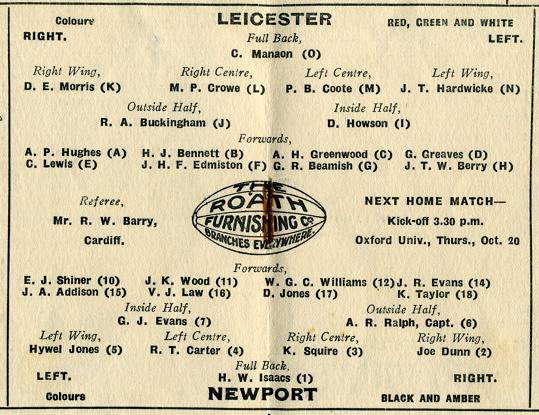 Colours LEICESTER RED, GREEN AND WHITE
RIGHT. Full Back, LEFT.
C. Manaon (O)
Right Wing, Right Centre, Left Centre, Left Wing,
D. E. Morris (K) M. P. Crowe (L) P. B. Coote (M) J. T. Hardwicke (N)
Outside Half, Inside Half,
R. A. Buckingham (J) D. Howson (I)
Forwards,
A. P. Hughes (A) H. J. Bennett (B) A. H. Greenwood (C) G. Greaves (D)
C. Lewis (E) J. H. F. Edmiston (F) G. R. Beamish (G) J. T. W. Berry (H)
Referee, THE NEXT HOME MATCH—
ROATH
Mr. R. W. Barry, FURNISHING CO Kick-off 3.30 p.m.
Cardiff. BRANCHES EVERYWHERE. Oxford Univ., Thurs., Oct. 20
Forwards,
E. J. Shiner (10) J. K. Wood (11) W. G. C. Williams (12) J. R. Evans (14)
J. A. Addison (15) V. J. Law (16) D. Jones (17) K. Taylor (18)
Inside Half, Outside Half,
G. J. Evans (7) A. R. Ralph, Capt. (6)
Left Wing, Left Centre, Right Centre, Right Wing,
Hywel Jones (5) R. T. Carter (4) K. Squire (3) Joe Dunn (2)
Full Back,
LEFT. H. W. Isaacs (1) RIGHT.
Colours NEWPORT BLACK AND AMBER